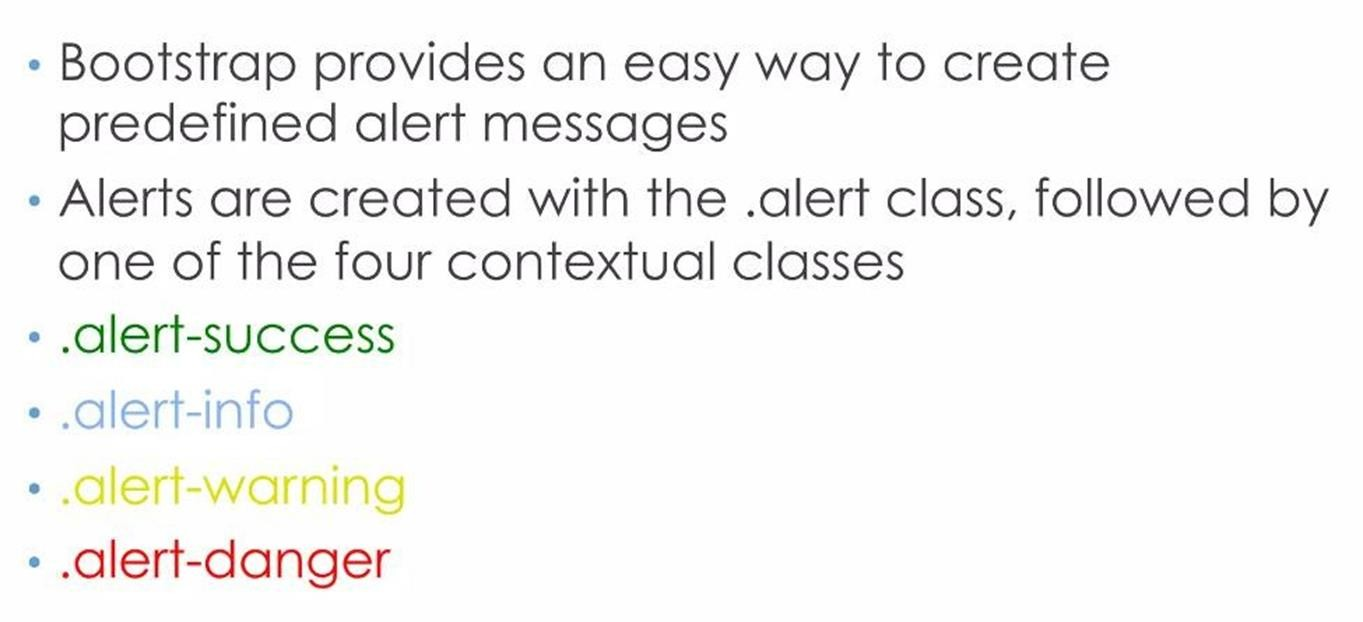 • Bootstrap provides an easy way to create
predefined alert messages
• Alerts are created with the .alert class, followed by
one of the four contextual classes
• .alert-success
• .alert-info
• .alert-warning
• .alert-danger